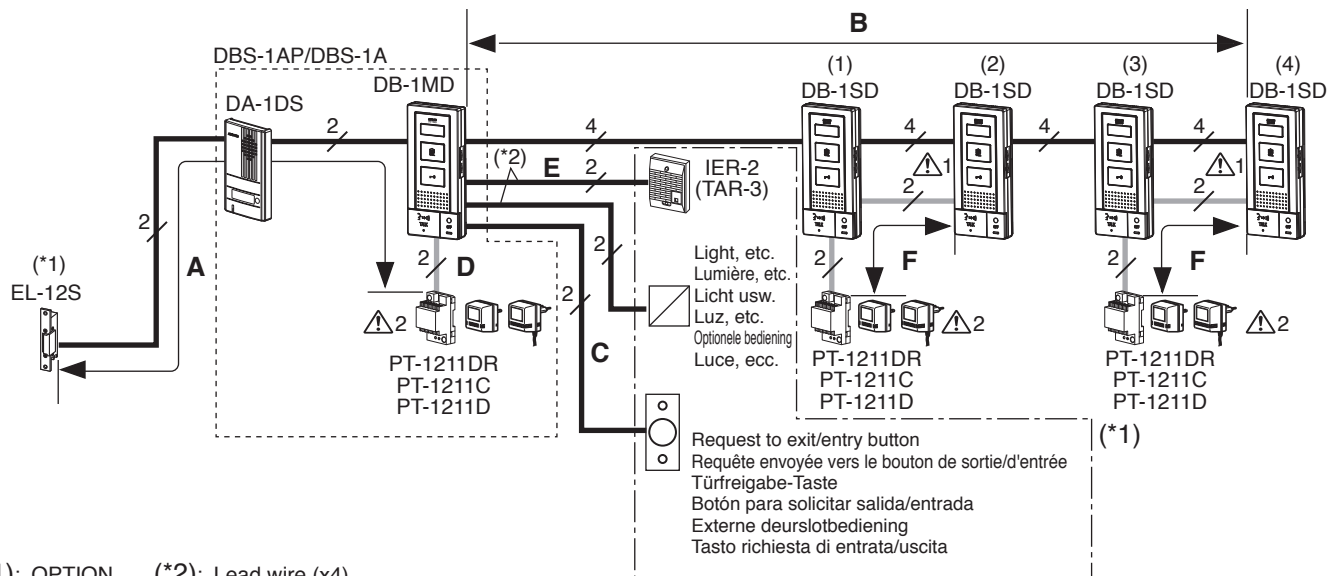 B
DBS-1AP/DBS-1A
DB-1MD
DA-1DS
(1)
DB-1SD
(2)
DB-1SD
(3)
DB-1SD
(4)
DB-1SD
2
4
4
4
4
(*2)
E
2
IER-2
(TAR-3)
⚠1
⚠1
2
2
2
A
(*1)
EL-12S
2
D
2
2
C
Light, etc.
Lumière, etc.
Licht usw.
Luz, etc.
Optionele bediening
Luce, ecc.
2
F
2
F
⚠2
⚠2
⚠2
PT-1211DR
PT-1211C
PT-1211D
PT-1211DR
PT-1211C
PT-1211D
PT-1211DR
PT-1211C
PT-1211D
(*1)
Request to exit/entry button
Requête envoyée vers le bouton de sortie/d'entrée
Türfreigabe-Taste
Botón para solicitar salida/entrada
Externe deurslotbediening
Tasto richiesta di entrata/uscita
1): OPTION (*2): Lead wire (x4)